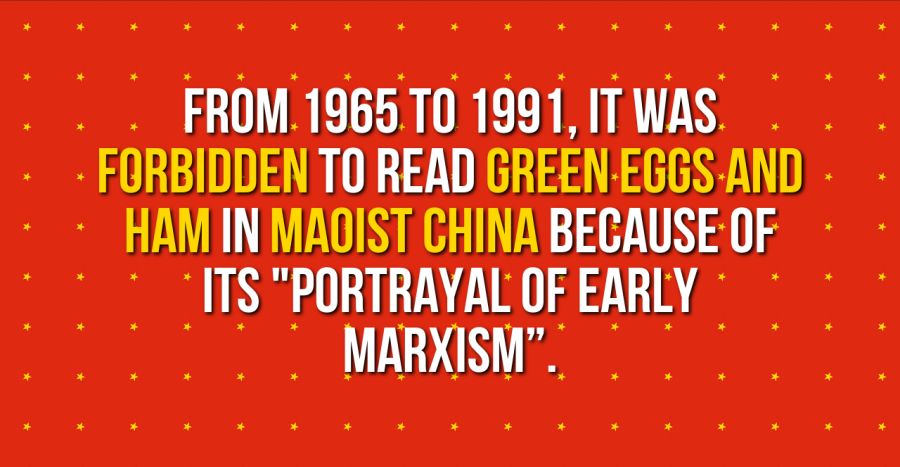 FROM 1965 TO 1991, IT WAS
FORBIDDEN TO READ GREEN EGGS AND
HAM IN MAOIST CHINA BECAUSE OF
ITS "PORTRAYAL OF EARLY
MARXISM”.